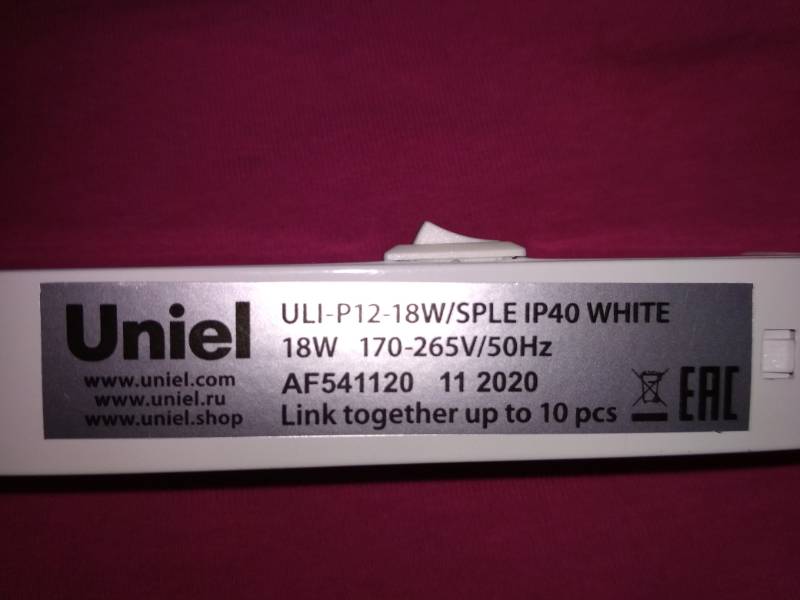 Uniel
www.uniel.com
www.uniel.ru
www.uniel.shop
ULI-P12-18W/SPLE IP40 WHITE
18W 170-265V/50Hz
AF541120 11 2020
Link together up to 10 pcs
EAC